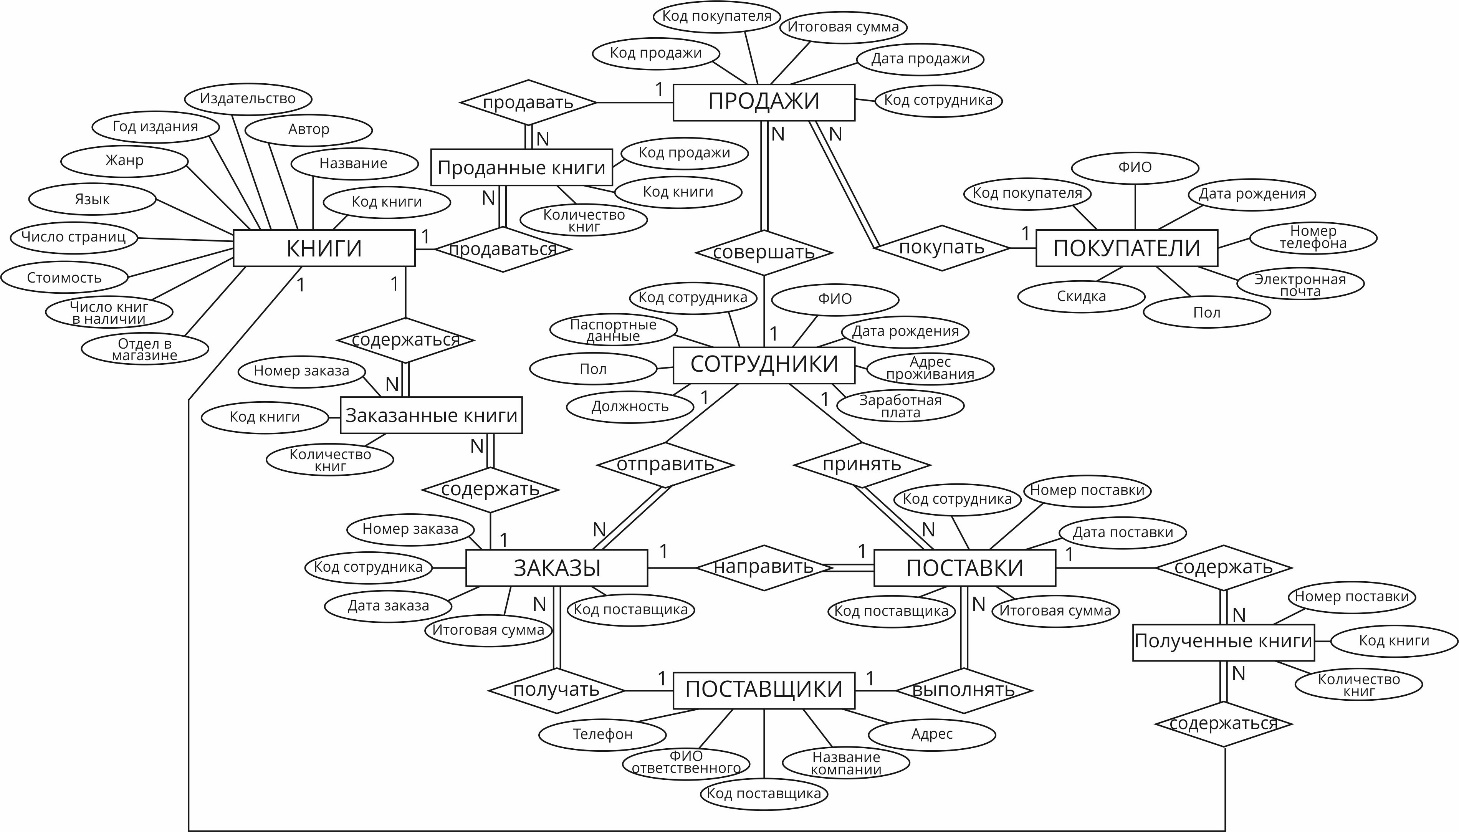 Код покупателя
Итоговая сумма
Код продажи
Дата продажи
ПРОДАЖИ
Код сотрудника
1
N
N
продавать
N
Проданные книги
Код продажи
Код книги
Количество
книг
N
продаваться
1
Издательство
Год издания
Автор
Жанр
Название
Язык
Код книги
Число страниц
КНИГИ
Стоимость
Число книг
в наличии
Отдел в
магазине
1
1
совершать
покупать
1
ФИО
Код покупателя
Дата рождения
ПОКУПАТЕЛИ
Номер
телефона
Электронная
почта
Скидка
Пол
содержаться
N
Номер заказа
Заказанные книги
Код книги
Количество
книг
N
содержать
1
Код сотрудника
ФИО
Паспортные
данные
1
Дата рождения
СОТРУДНИКИ
Пол
Адрес
проживания
Должность
Заработная
плата
1
1
отправить
принять
N
N
Код сотрудника
Номер поставки
Дата поставки
Номер заказа
Код сотрудника
ЗАКАЗЫ
1
направить
1
ПОСТАВКИ
1
содержать
Дата заказа
Итоговая сумма
N
Код поставщика
Код поставщика
N
Итоговая сумма
N
Номер поставки
Полученные книги
Код книги
Количество
книг
N
содержаться
получать
1
ПОСТАВЩИКИ
1
выполнять
Телефон
ФИО
ответственного
Код поставщика
Название
компании
Адрес